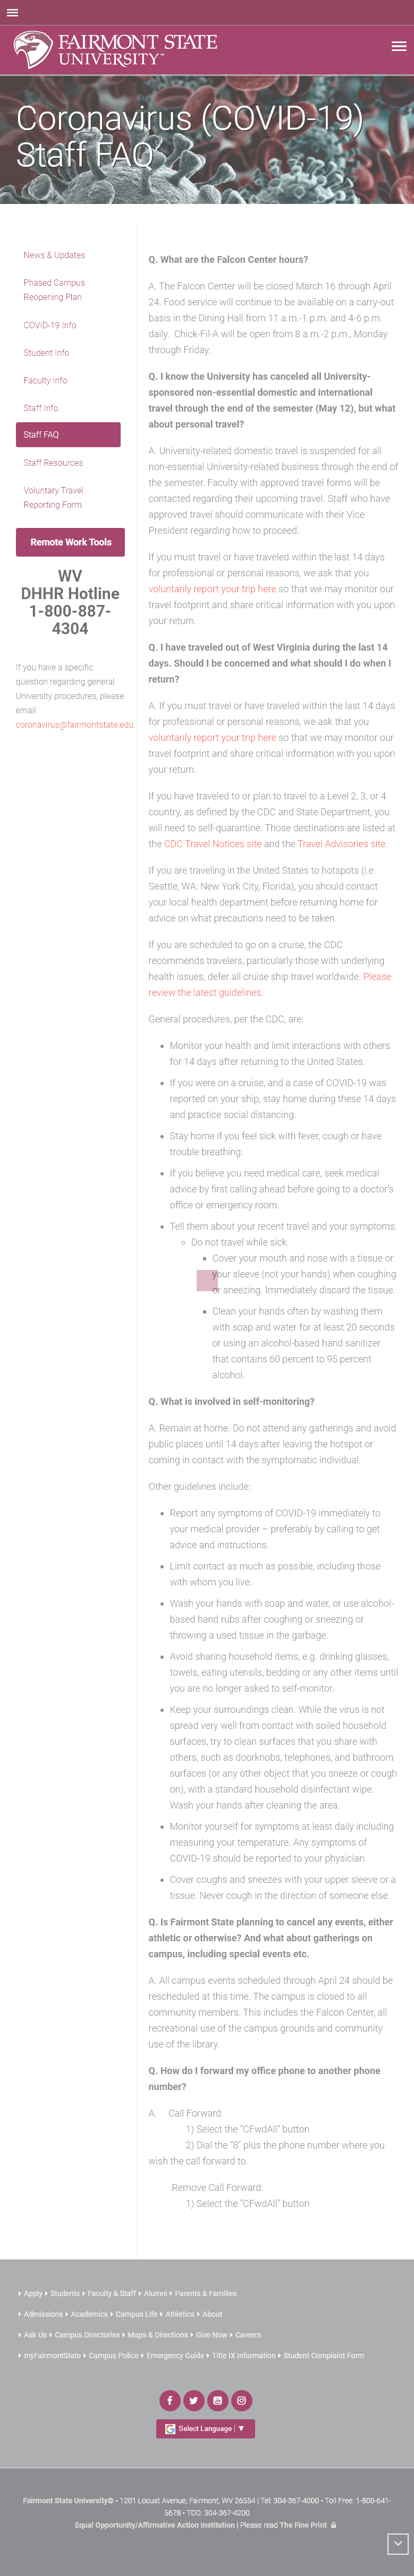 FAIRMONT STATE
UNIVERSITY™
Coronavirus (COVID-19)
Staff FAQ
News & Updates
Phased Campus
Reopening Plan
COVID-19 Info
Student Info
Faculty Info
Staff Info
Staff FAQ
Staff Resources
Voluntary Travel
Reporting Form
Remote Work Tools
WV
DHHR Hotline
1-800-887-
4304
If you have a specific
question regarding general
University procedures, please
email
coronavirus@fairmontstate.edu.
Q. What are the Falcon Center hours?
A. The Falcon Center will be closed March 16 through April
24. Food service will continue to be available on a carry-out
basis in the Dining Hall from 11 a.m.-1 p.m. and 4-6 p.m.
daily.  Chick-Fil-A will be open from 8 a.m.-2 p.m., Monday
through Friday.
Q. I know the University has canceled all University-
sponsored non-essential domestic and international
travel through the end of the semester (May 12), but what
about personal travel?
A. University-related domestic travel is suspended for all
non-essential University-related business through the end of
the semester. Faculty with approved travel forms will be
contacted regarding their upcoming travel. Staff who have
approved travel should communicate with their Vice
President regarding how to proceed.
If you must travel or have traveled within the last 14 days
for professional or personal reasons, we ask that you
voluntarily report your trip here so that we may monitor our
travel footprint and share critical information with you upon
your return.
Q. I have traveled out of West Virginia during the last 14
days. Should I be concerned and what should I do when I
return?
A. If you must travel or have traveled within the last 14 days
for professional or personal reasons, we ask that you
voluntarily report your trip here so that we may monitor our
travel footprint and share critical information with you upon
your return.
If you have traveled to or plan to travel to a Level 2, 3, or 4
country, as defined by the CDC and State Department, you
will need to self-quarantine. Those destinations are listed at
the CDC Travel Notices site and the Travel Advisories site.
If you are traveling in the United States to hotspots (i.e.
Seattle, WA: New York City, Florida), you should contact
your local health department before returning home for
advice on what precautions need to be taken.
If you are scheduled to go on a cruise, the CDC
recommends travelers, particularly those with underlying
health issues, defer all cruise ship travel worldwide. Please
review the latest guidelines.
General procedures, per the CDC, are:
Monitor your health and limit interactions with others
for 14 days after returning to the United States.
If you were on a cruise, and a case of COVID-19 was
reported on your ship, stay home during these 14 days
and practice social distancing.
Stay home if you feel sick with fever, cough or have
trouble breathing.
If you believe you need medical care, seek medical
advice by first calling ahead before going to a doctor's
office or emergency room.
Tell them about your recent travel and your symptoms.
Do not travel while sick.
Cover your mouth and nose with a tissue or
your sleeve (not your hands) when coughing
or sneezing. Immediately discard the tissue.
Clean your hands often by washing them
with soap and water for at least 20 seconds
or using an alcohol-based hand sanitizer
that contains 60 percent to 95 percent
alcohol.
Q. What is involved in self-monitoring?
A. Remain at home. Do not attend any gatherings and avoid
public places until 14 days after leaving the hotspot or
coming in contact with the symptomatic individual.
Other guidelines include:
Report any symptoms of COVID-19 immediately to
your medical provider – preferably by calling to get
advice and instructions.
Limit contact as much as possible, including those
with whom you live.
Wash your hands with soap and water, or use alcohol-
based hand rubs after coughing or sneezing or
throwing a used tissue in the garbage.
Avoid sharing household items, e.g. drinking glasses,
towels, eating utensils, bedding or any other items until
you are no longer asked to self-monitor.
Keep your surroundings clean. While the virus is not
spread very well from contact with soiled household
surfaces, try to clean surfaces that you share with
others, such as doorknobs, telephones, and bathroom
surfaces (or any other object that you sneeze or cough
on), with a standard household disinfectant wipe.
Wash your hands after cleaning the area.
Monitor yourself for symptoms at least daily including
measuring your temperature. Any symptoms of
COVID-19 should be reported to your physician.
Cover coughs and sneezes with your upper sleeve or a
tissue. Never cough in the direction of someone else.
Q. Is Fairmont State planning to cancel any events, either
athletic or otherwise? And what about gatherings on
campus, including special events etc.
A. All campus events scheduled through April 24 should be
rescheduled at this time. The campus is closed to all
community members. This includes the Falcon Center, all
recreational use of the campus grounds and community
use of the library.
Q. How do I forward my office phone to another phone
number?
A.     Call Forward:
1) Select the "CFwdAll" button
2) Dial the "8" plus the phone number where you
wish the call forward to.
Remove Call Forward:
1) Select the "CFwdAll" button
Apply Students Faculty & Staff Alumni Parents & Families
Admissions Academics Campus Life Athletics About
Ask Us Campus Directories Maps & Directions Give Now Careers
myFairmontState Campus Police Emergency Guide Title IX Information Student Complaint Form
Select Language ▼
Fairmont State University© • 1201 Locust Avenue, Fairmont, WV 26554 | Tel: 304-367-4000 • Toll Free: 1-800-641-
5678 • TDD: 304-367-4200
Equal Opportunity/Affirmative Action Institution | Please read The Fine Print